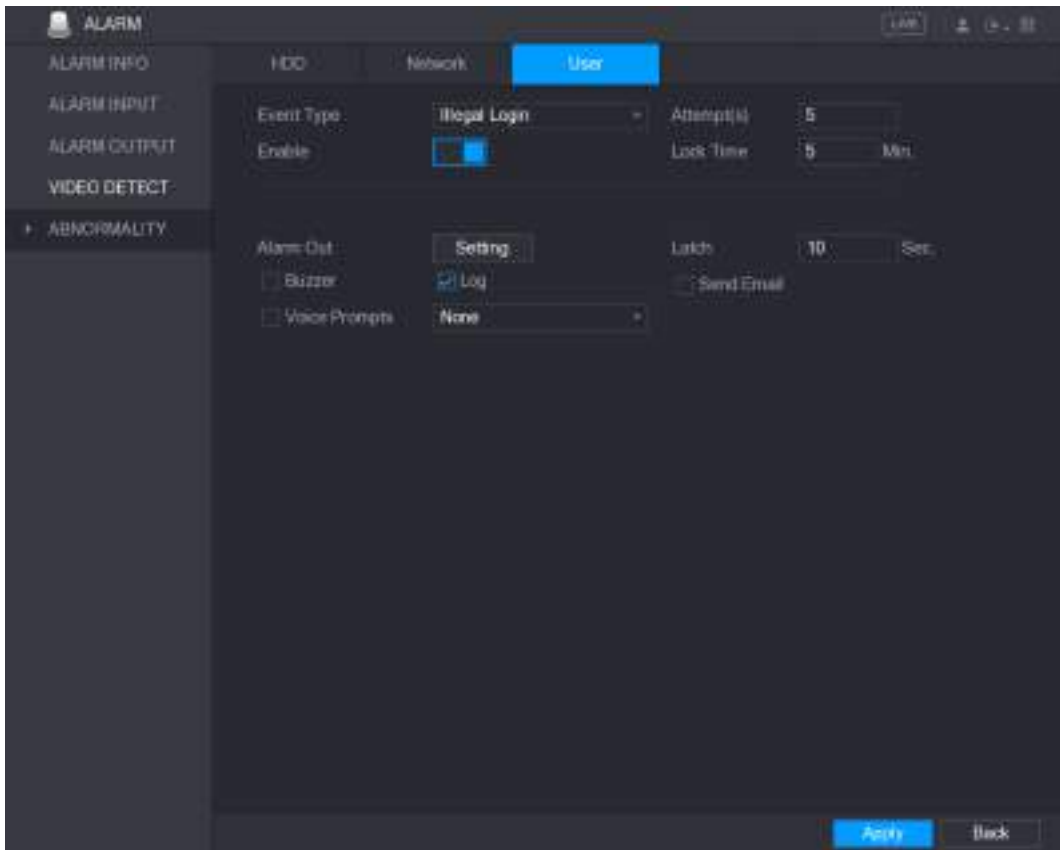 ALARM
LIVE
ALARM INFO
ALARM INPUT
ALARM OUTPUT
VIDEO DETECT
ABNORMALITY
HDD Network User
Event Type Illegal Login Attempt(s) 5
Enable Lock Time 5 Min.
Alarm Out Setting Latch 10 Sec.
Buzzer Log Send Email
Voice Prompts None
Apply Back